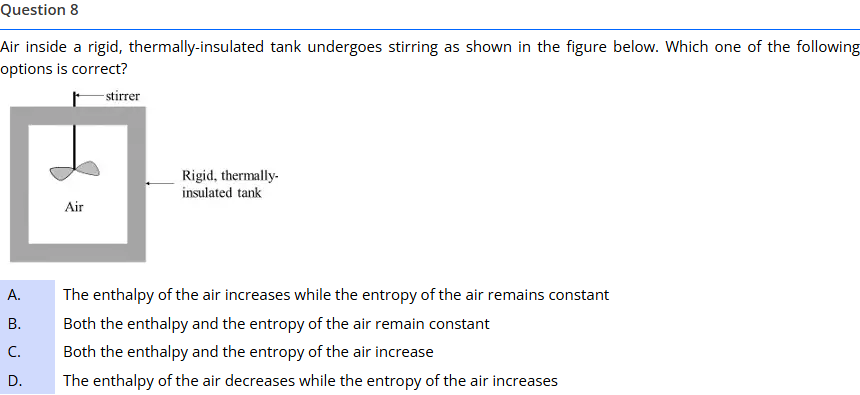 Question 8
Air inside a rigid, thermally-insulated tank undergoes stirring as shown in the figure below. Which one of the following
options is correct?
stirrer
Rigid, thermally-
insulated tank
Air
A. The enthalpy of the air increases while the entropy of the air remains constant
B. Both the enthalpy and the entropy of the air remain constant
C. Both the enthalpy and the entropy of the air increase
D. The enthalpy of the air decreases while the entropy of the air increases